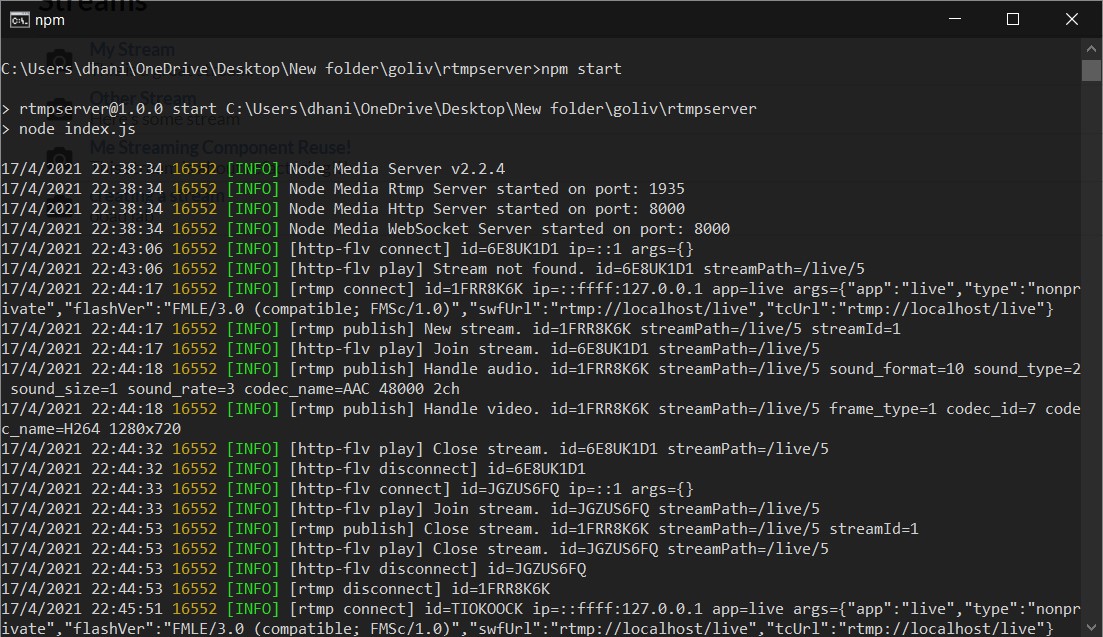 Streams
npm
My Stream
C:\Users\dhani\OneDrive\Desktop\New folder\goliv\rtmpserver>npm start
Other Stream
> rtmpserver@1.0.0 start C:\Users\dhani\OneDrive\Desktop\New folder\goliv\rtmpserver
some stream
> node index.js
Me Streaming Component Reuse!
17/4/2021 22:38:34 16552 [INFO] Node Media Server v2.2.4
17/4/2021 22:38:34 16552 [INFO] Node Media Rtmp Server started on port: 1935
17/4/2021 22:38:34 16552 [INFO] Node Media Http Server started on port: 8000
17/4/2021 22:38:34 16552 [INFO] Node Media WebSocket Server started on port: 8000
17/4/2021 22:43:06 16552 [INFO] [http-flv connect] id=6E8UK1D1 ip=::1 args={}
17/4/2021 22:43:06 16552 [INFO] [http-flv play] Stream not found. id=6E8UK1D1 streamPath=/live/5
17/4/2021 22:44:17 16552 [INFO] [rtmp connect] id=1FRR8K6K ip=::ffff:127.0.0.1 app=live args={"app":"live","type":"nonpr
ivate","flashVer":"FMLE/3.0 (compatible; FMSc/1.0)","swfUrl":"rtmp://localhost/live","tcUrl":"rtmp://localhost/live"}
17/4/2021 22:44:17 16552 [INFO] [rtmp publish] New stream. id=1FRR8K6K streamPath=/live/5 streamId=1
17/4/2021 22:44:17 16552 [INFO] [http-flv play] Join stream. id=6E8UK1D1 streamPath=/live/5
17/4/2021 22:44:18 16552 [INFO] [rtmp publish] Handle audio. id=1FRR8K6K streamPath=/live/5 sound_format=10 sound_type=2
sound_size=1 sound_rate=3 codec_name=AAC 48000 2ch
17/4/2021 22:44:18 16552 [INFO] [rtmp publish] Handle video. id=1FRR8K6K streamPath=/live/5 frame_type=1 codec_id=7 code
c_name=H264 1280x720
17/4/2021 22:44:32 16552 [INFO] [http-flv play] Close stream. id=6E8UK1D1 streamPath=/live/5
17/4/2021 22:44:32 16552 [INFO] [http-flv disconnect] id=6E8UK1D1
17/4/2021 22:44:33 16552 [INFO] [http-flv connect] id=JGZUS6FQ ip=::1 args={}
17/4/2021 22:44:33 16552 [INFO] [http-flv play] Join stream. id=JGZUS6FQ streamPath=/live/5
17/4/2021 22:44:53 16552 [INFO] [rtmp publish] Close stream. id=1FRR8K6K streamPath=/live/5 streamId=1
17/4/2021 22:44:53 16552 [INFO] [http-flv play] Close stream. id=JGZUS6FQ streamPath=/live/5
17/4/2021 22:44:53 16552 [INFO] [http-flv disconnect] id=JGZUS6FQ
17/4/2021 22:44:53 16552 [INFO] [rtmp disconnect] id=1FRR8K6K
17/4/2021 22:45:51 16552 [INFO] [rtmp connect] id=TIOKOOCK ip=::ffff:127.0.0.1 app=live args={"app":"live","type":"nonpr
ivate","flashVer":"FMLE/3.0 (compatible; FMSc/1.0)","swfUrl":"rtmp://localhost/live","tcUrl":"rtmp://localhost/live"}